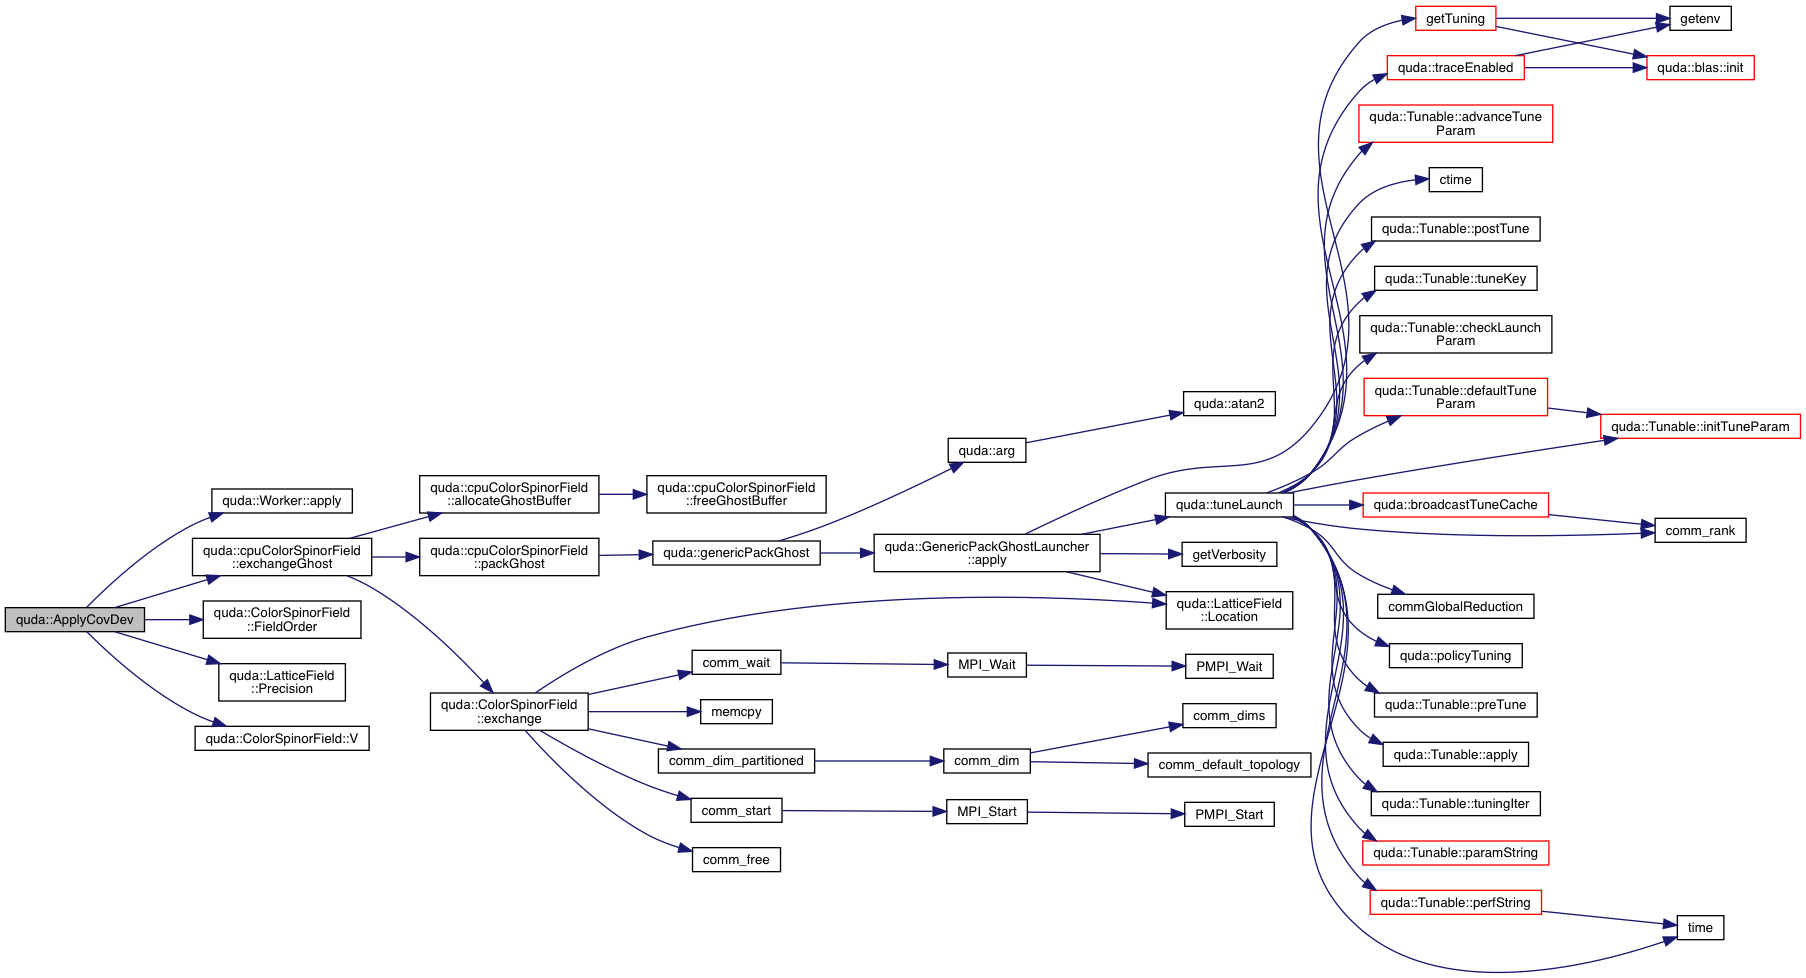 quda::ApplyCovDev
quda::Worker::apply
quda::cpuColorSpinorField
::exchangeGhost
quda::ColorSpinorField
::FieldOrder
quda::LatticeField
::Precision
quda::ColorSpinorField::V
quda::cpuColorSpinorField
::allocateGhostBuffer
quda::cpuColorSpinorField
::packGhost
quda::ColorSpinorField
::exchange
quda::cpuColorSpinorField
::freeGhostBuffer
quda::genericPackGhost
comm_wait
memcpy
comm_dim_partitioned
comm_start
comm_free
quda::arg
quda::GenericPackGhostLauncher
::apply
MPI_Wait
comm_dim
MPI_Start
quda::atan2
quda::tuneLaunch
getVerbosity
quda::LatticeField
::Location
PMPI_Wait
comm_dims
comm_default_topology
PMPI_Start
getTuning
quda::traceEnabled
quda::Tunable::advanceTune
Param
ctime
quda::Tunable::postTune
quda::Tunable::tuneKey
quda::Tunable::checkLaunch
Param
quda::Tunable::defaultTune
Param
quda::broadcastTuneCache
commGlobalReduction
quda::policyTuning
quda::Tunable::preTune
quda::Tunable::apply
quda::Tunable::tuningIter
quda::Tunable::paramString
quda::Tunable::perfString
getenv
quda::blas::init
quda::Tunable::initTuneParam
comm_rank
time